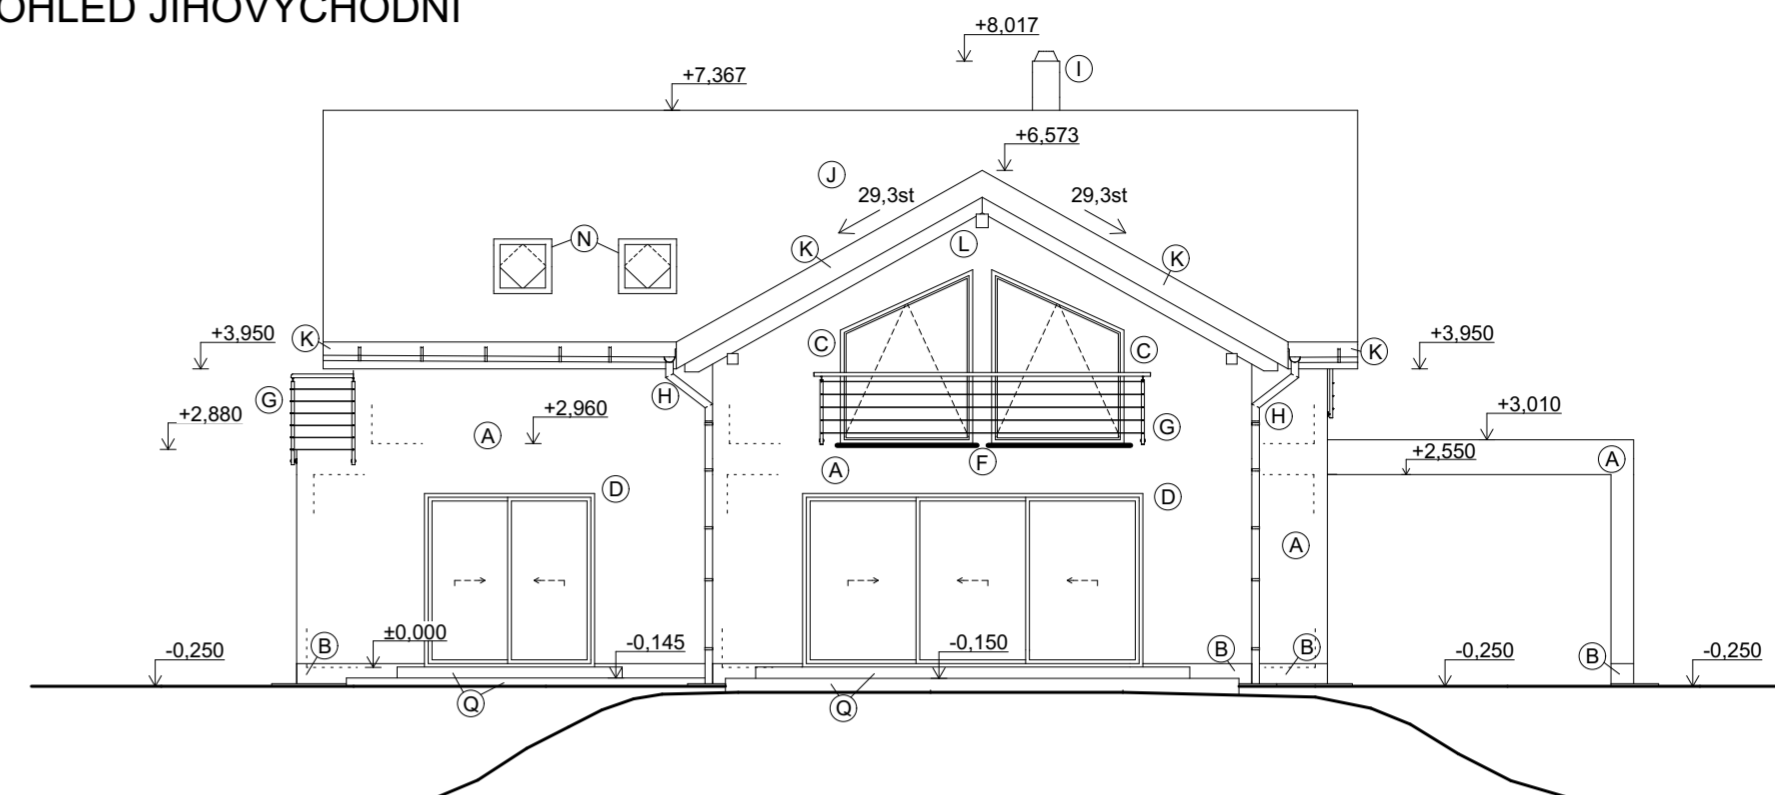 OHLED JIHOVÝCHODNÍ
+8,017
I
+7,367
+6,573
J
29,3st
29,3st
N
L
K
K
+3,950
K
C
C
+3,950
K
G
H
+2,880
+2,960
A
H
G
+3,010
+2,550
A
A
F
D
D
A
±0,000
-0,145
-0,150
-0,250
B
B
B
-0,250
B
-0,250
Q
Q